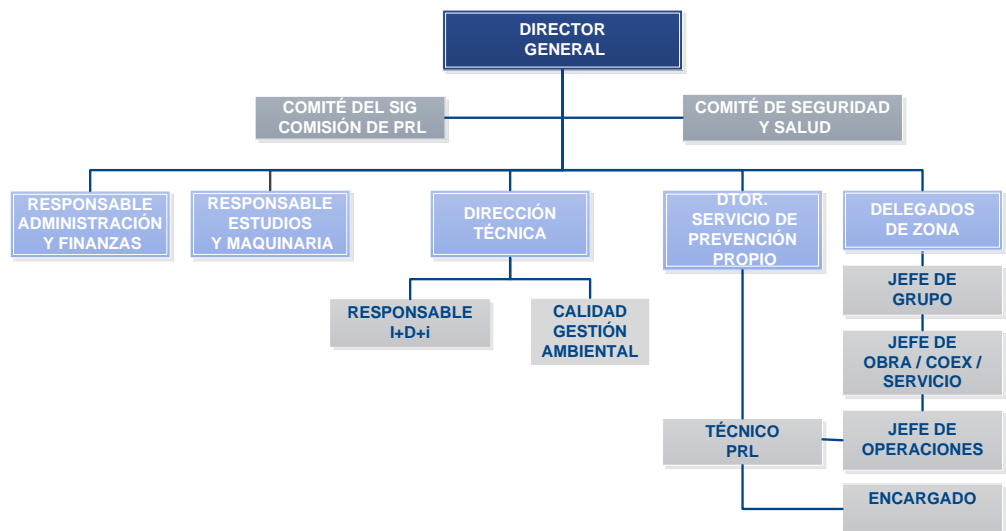 DIRECTOR
GENERAL
COMITÉ DEL SIG
COMISIÓN DE PRL
COMITÉ DE SEGURIDAD
Y SALUD
RESPONSABLE
ADMINISTRACIÓN
Y FINANZAS
RESPONSABLE
ESTUDIOS
Y MAQUINARIA
DIRECCIÓN
TÉCNICA
DTOR.
SERVICIO DE
PREVENCIÓN
PROPIO
DELEGADOS
DE ZONA
RESPONSABLE
I+D+i
CALIDAD
GESTIÓN
AMBIENTAL
JEFE DE
GRUPO
JEFE DE
OBRA / COEX /
SERVICIO
TÉCNICO
PRL
JEFE DE
OPERACIONES
ENCARGADO